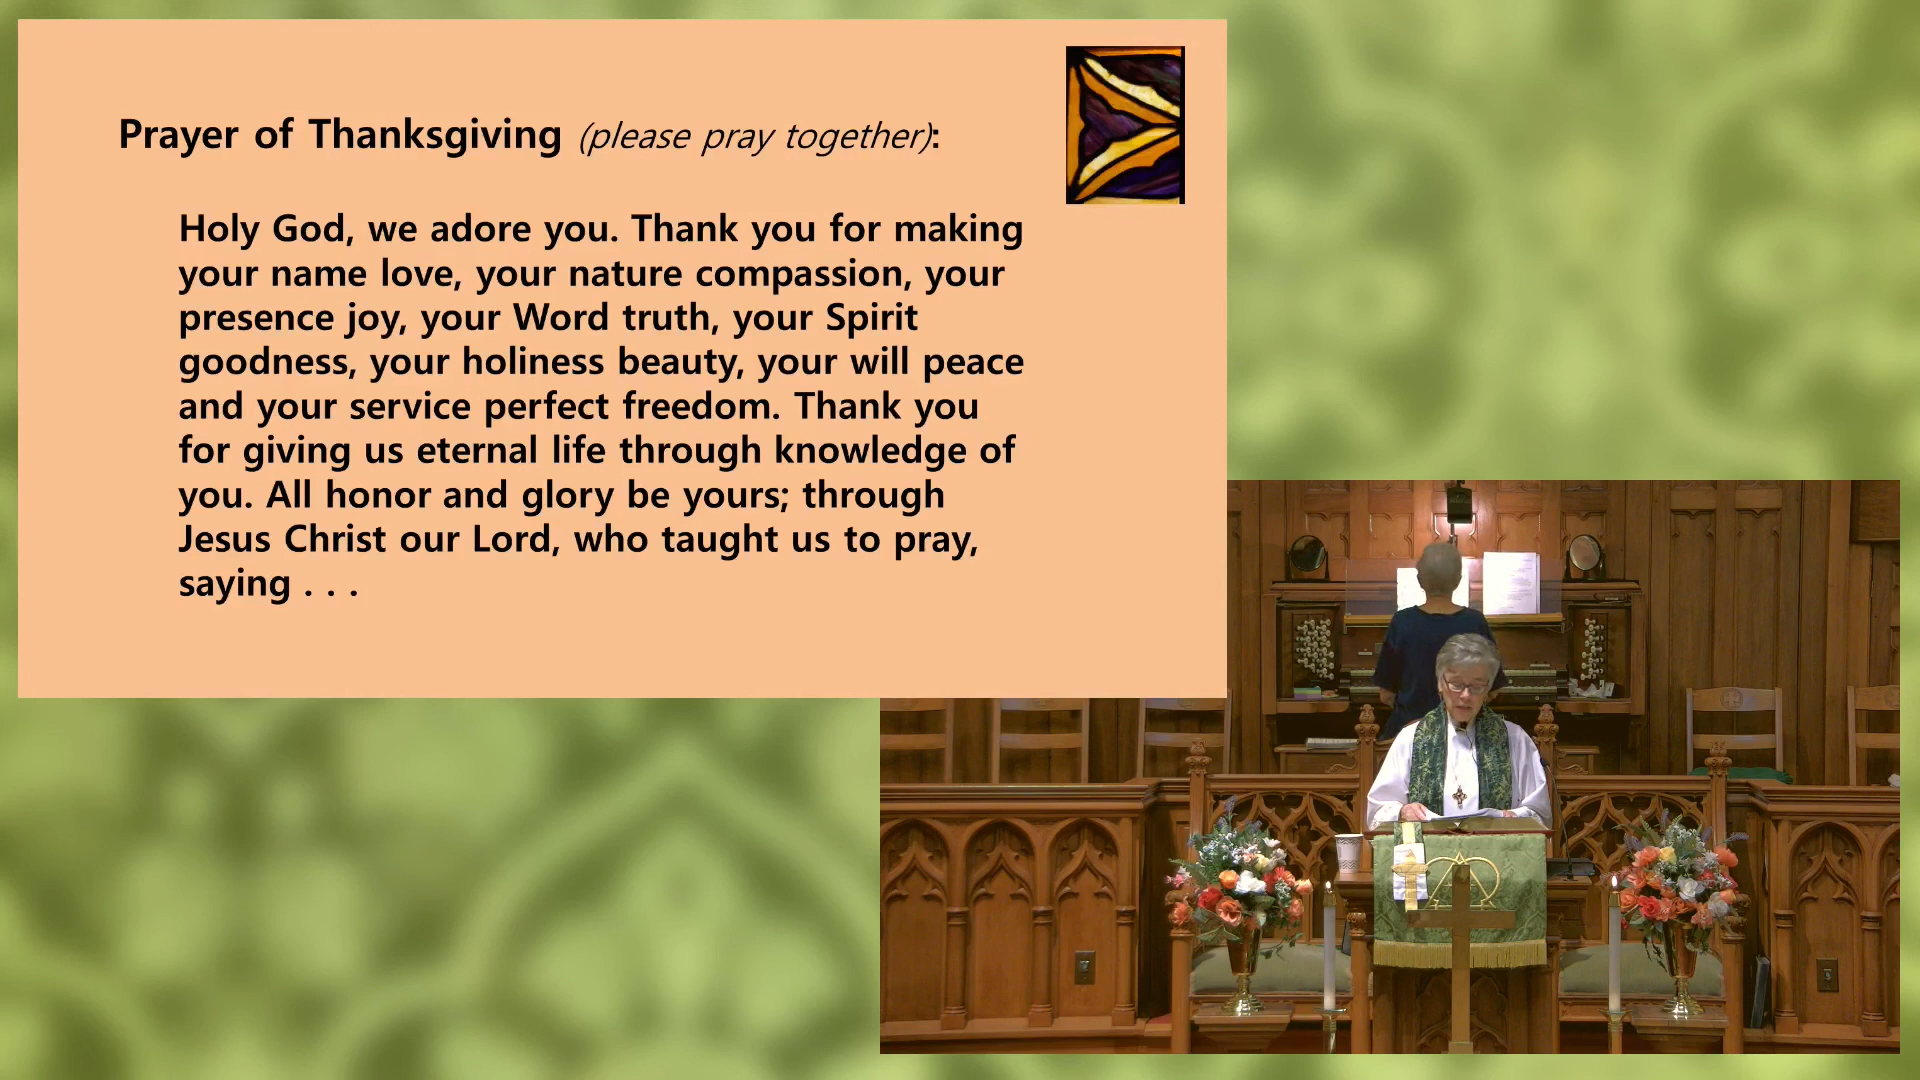 Prayer of Thanksgiving (please pray together):
Holy God, we adore you. Thank you for making
your name love, your nature compassion, your
presence joy, your Word truth, your Spirit
goodness, your holiness beauty, your will peace
and your service perfect freedom. Thank you
for giving us eternal life through knowledge of
you. All honor and glory be yours; through
Jesus Christ our Lord, who taught us to pray,
saying . . .